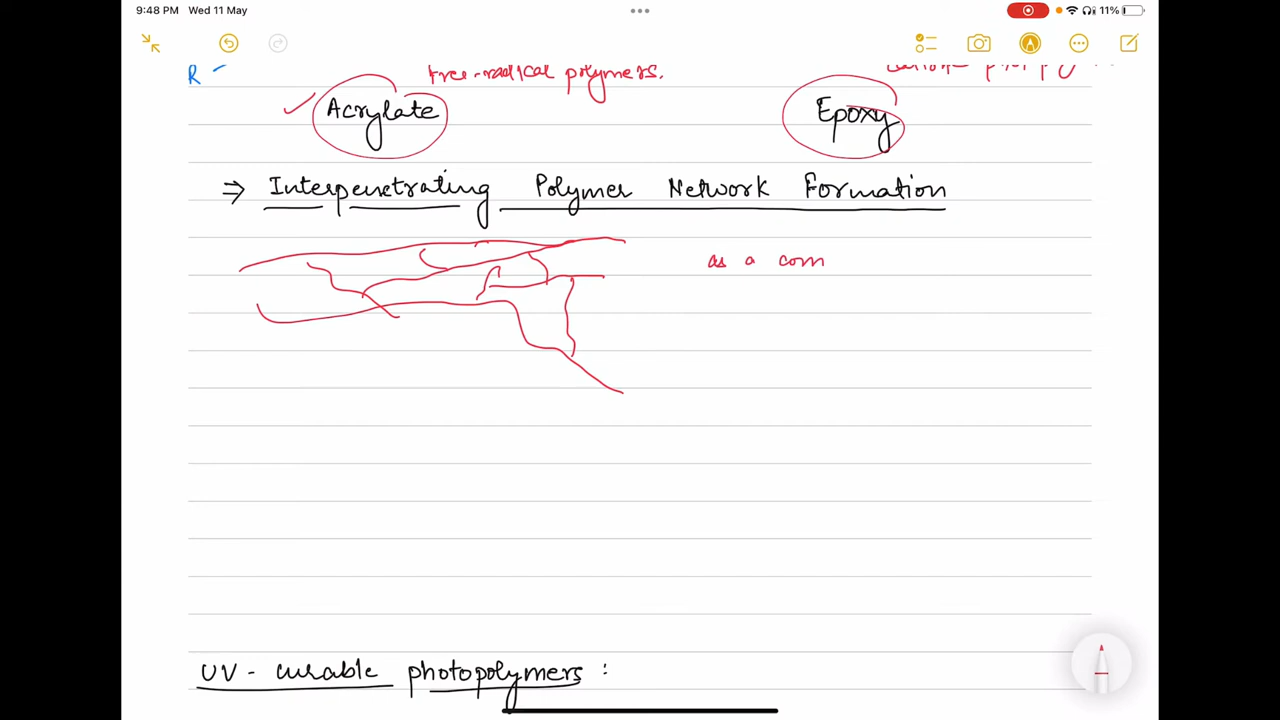 9:48 PM Wed 11 May
11%
R
Free-radical polymers.
Acrylate
Epoxy
⇒ Interpenetrating Polymer Network Formation
as a com
UV - curable photopolymers :